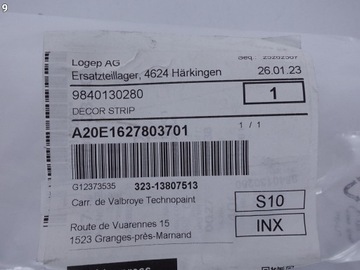 9
Logep AG
Ersatzteillager, 4624 Härkingen
26.01.23
9840130280
1
DECOR STRIP
A20E1627803701
1 / 1
G12373535
323-13807513
Carr. de Valbroye Technopaint
S10
Route de Vuarennes 15
INX
1523 Granges-près-Marnand